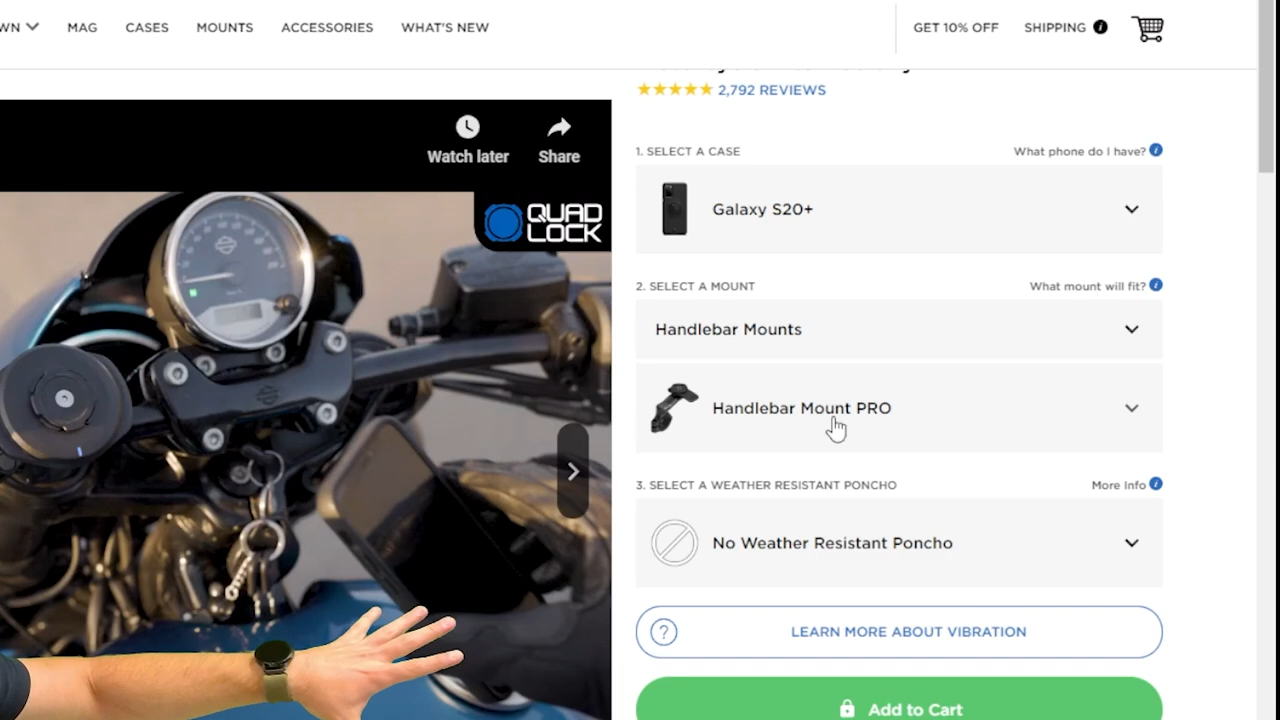 WN
MAG
CASES
MOUNTS
ACCESSORIES
WHAT'S NEW
GET 10% OFF
SHIPPING
2,792 REVIEWS
Watch later
Share
QUAD
LOCK
1. SELECT A CASE
What phone do I have?
Galaxy S20+
2. SELECT A MOUNT
What mount will fit?
Handlebar Mounts
Handlebar Mount PRO
3. SELECT A WEATHER RESISTANT PONCHO
More Info
No Weather Resistant Poncho
? LEARN MORE ABOUT VIBRATION
Add to Cart